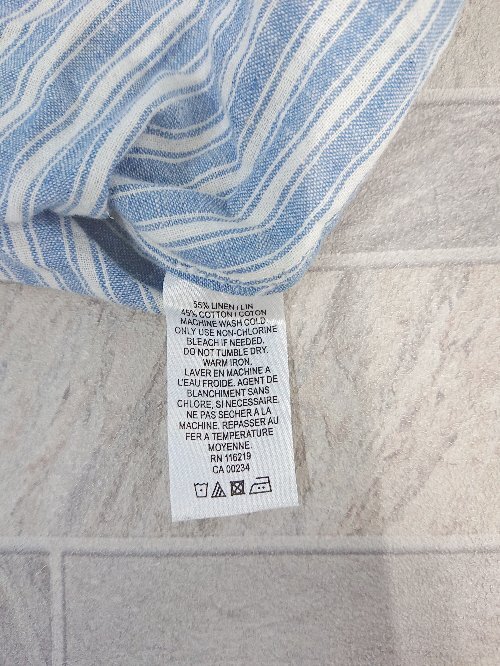 55% LINEN / LIN
45% COTTON / COTON
MACHINE WASH COLD.
ONLY USE NON-CHLORINE
BLEACH IF NEEDED.
DO NOT TUMBLE DRY.
WARM IRON.
LAVER EN MACHINE A
L'EAU FROIDE. AGENT DE
BLANCHIMENT SANS
CHLORE, SI NECESSAIRE.
NE PAS SECHER A LA
MACHINE. REPASSER AU
FER A TEMPERATURE
MOYENNE.
RN 116219
CA 00234